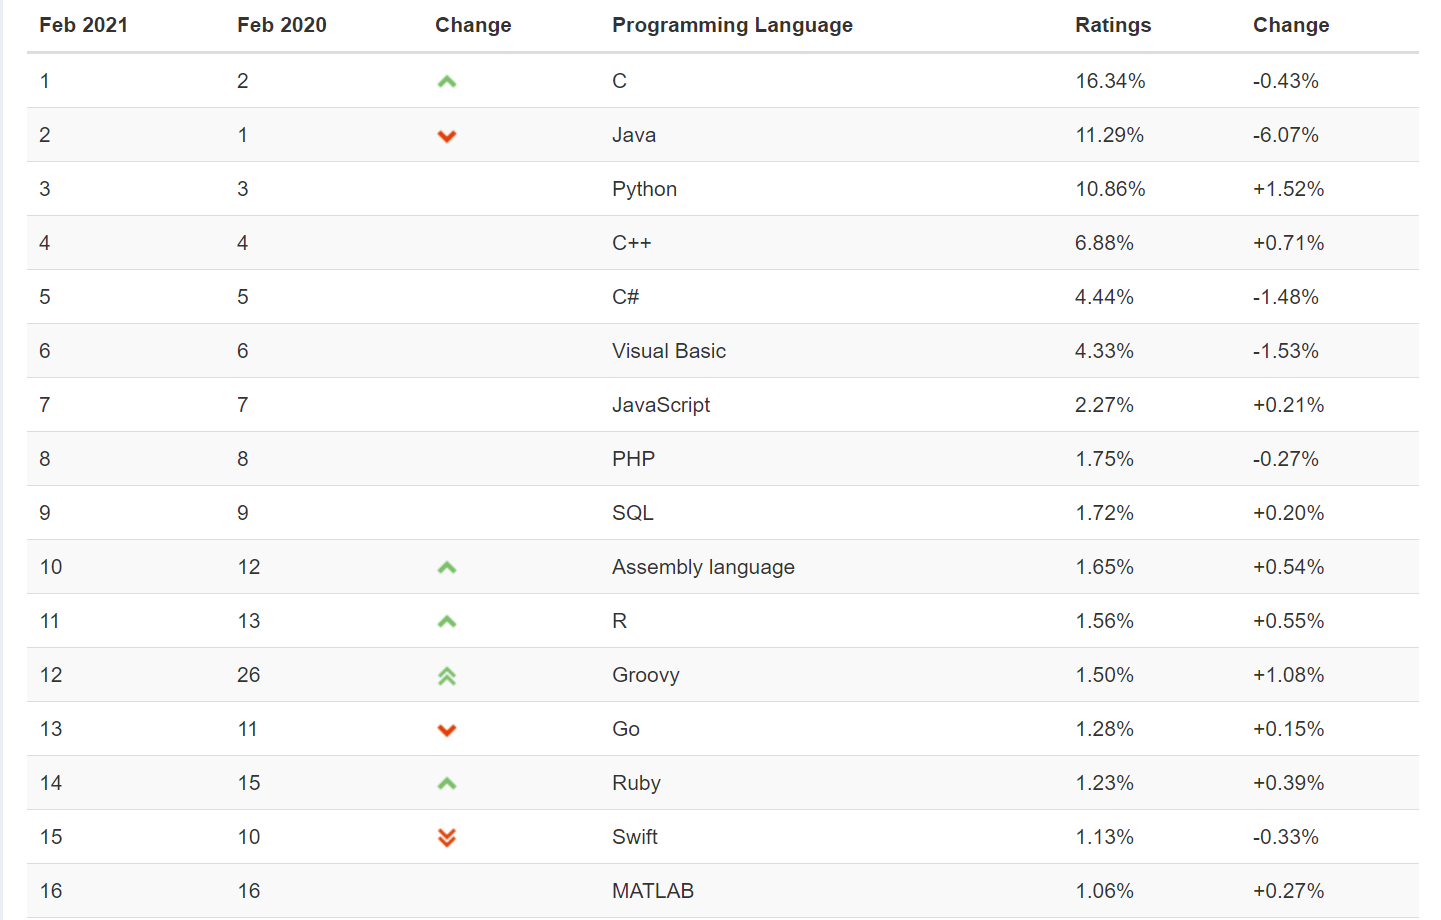 Feb 2021 Feb 2020 Change Programming Language Ratings Change
1 2 C 16.34% -0.43%
2 1 Java 11.29% -6.07%
3 3 Python 10.86% +1.52%
4 4 C++ 6.88% +0.71%
5 5 C# 4.44% -1.48%
6 6 Visual Basic 4.33% -1.53%
7 7 JavaScript 2.27% +0.21%
8 8 PHP 1.75% -0.27%
9 9 SQL 1.72% +0.20%
10 12 Assembly language 1.65% +0.54%
11 13 R 1.56% +0.55%
12 26 Groovy 1.50% +1.08%
13 11 Go 1.28% +0.15%
14 15 Ruby 1.23% +0.39%
15 10 Swift 1.13% -0.33%
16 16 MATLAB 1.06% +0.27%